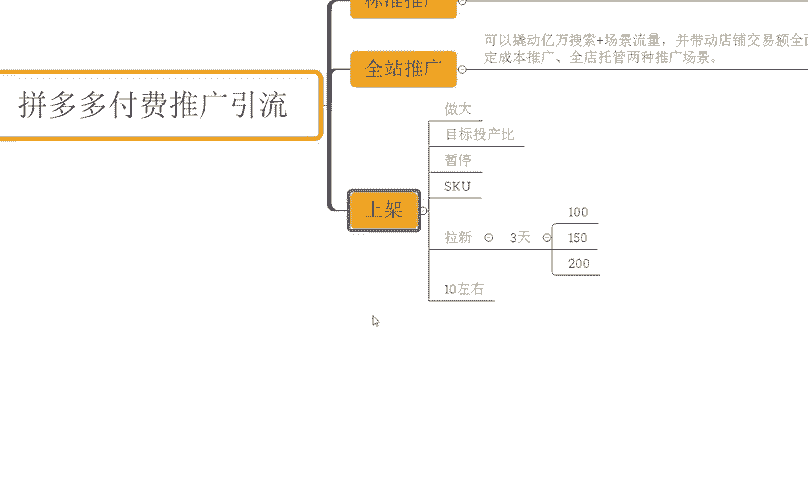 标准推广
可以撬动亿万搜索+场景流量，并带动店铺交易额全面
定成本推广、全店托管两种推广场景。
全站推广
拼多多付费推广引流
做大
目标投产比
暂停
SKU
上架
拉新
3天
100
150
200
10左右